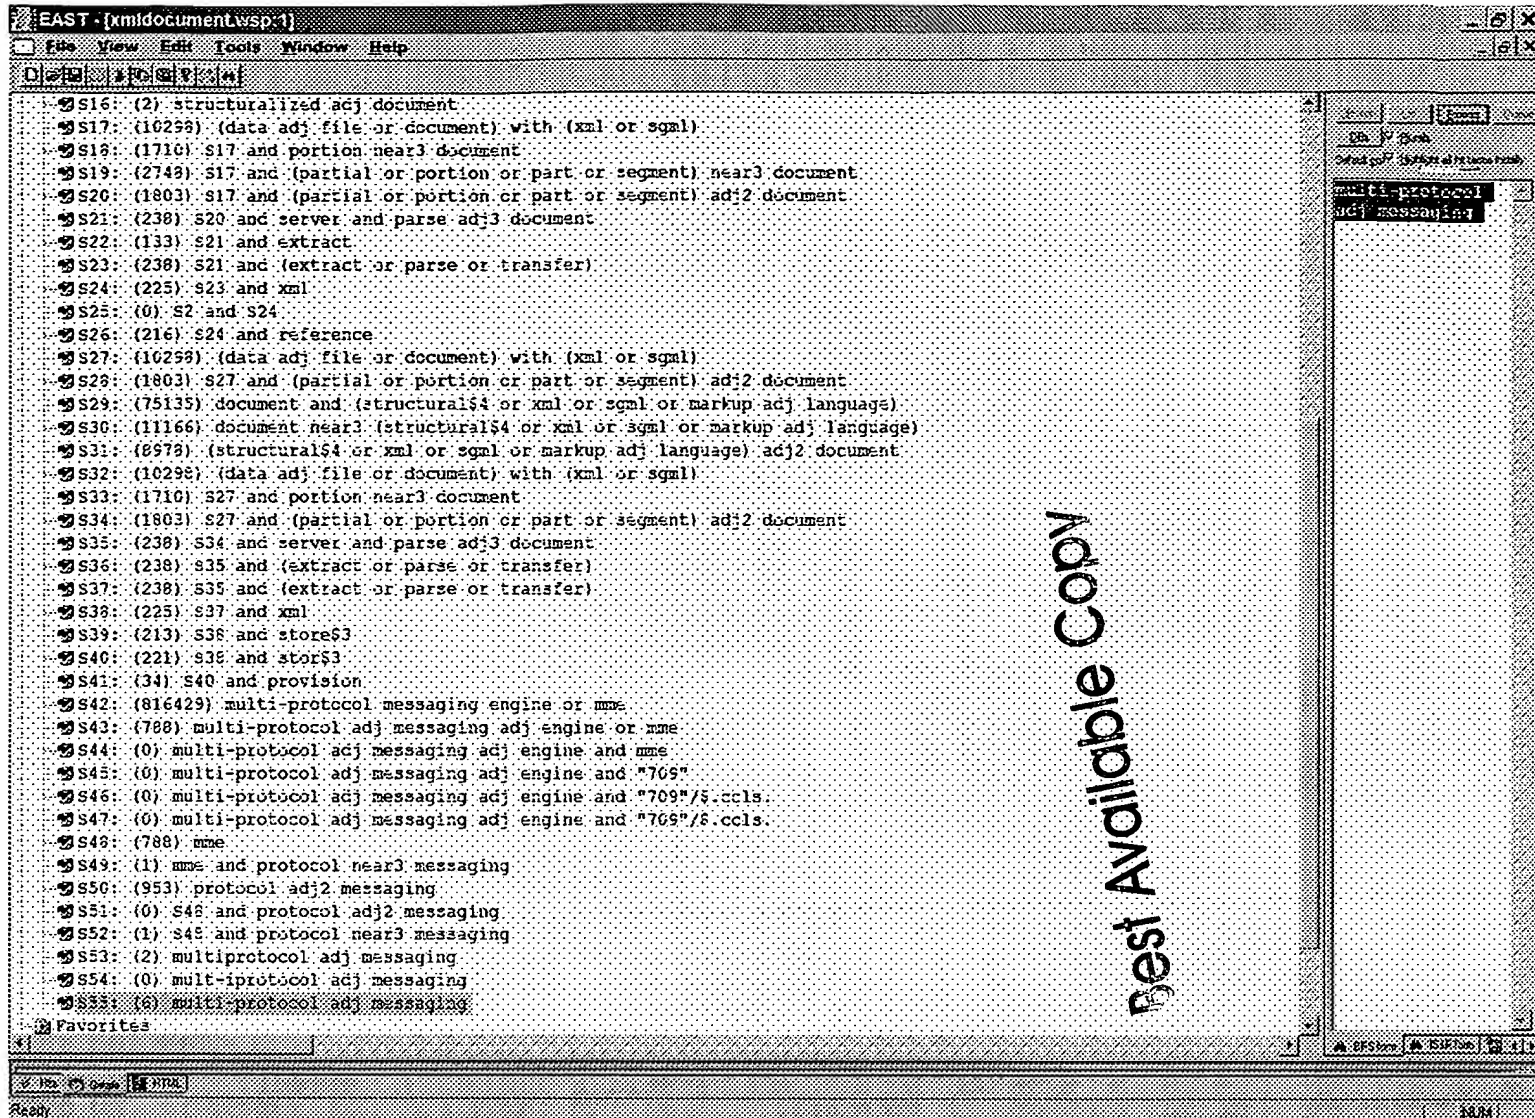 EAST - [xmldocument.wsp:1]
File View Edit Tools Window Help
S16: (2) structuralized adj document
S17: (10298) (data adj file or document) with (xml or sgml)
S18: (1710) S17 and portion near3 document
S19: (2748) S17 and (partial or portion or part or segment) near3 document
S20: (1803) S17 and (partial or portion or part or segment) adj2 document
S21: (238) S20 and server and parse adj3 document
S22: (133) S21 and extract
S23: (238) S21 and (extract or parse or transfer)
S24: (225) S23 and xml
S25: (0) S2 and S24
S26: (216) S24 and reference
S27: (10298) (data adj file or document) with (xml or sgml)
S28: (1803) S27 and (partial or portion or part or segment) adj2 document
S29: (75135) document and (structural$4 or xml or sgml or markup adj language)
S30: (11166) document near3 (structural$4 or xml or sgml or markup adj language)
S31: (8978) (structural$4 or xml or sgml or markup adj language) adj2 document
S32: (10298) (data adj file or document) with (xml or sgml)
S33: (1710) S27 and portion near3 document
S34: (1803) S27 and (partial or portion or part or segment) adj2 document
S35: (238) S34 and server and parse adj3 document
S36: (238) S35 and (extract or parse or transfer)
S37: (238) S35 and (extract or parse or transfer)
S38: (225) S37 and xml
S39: (213) S38 and store$3
S40: (221) S38 and stor$3
S41: (34) S40 and provision
S42: (816429) multi-protocol messaging engine or mme
S43: (788) multi-protocol adj messaging adj engine or mme
S44: (0) multi-protocol adj messaging adj engine and mme
S45: (0) multi-protocol adj messaging adj engine and "709"
S46: (0) multi-protocol adj messaging adj engine and "709"/$.ccls.
S47: (0) multi-protocol adj messaging adj engine and "709"/$.ccls.
S48: (788) mme
S49: (1) mme and protocol near3 messaging
S50: (953) protocol adj2 messaging
S51: (0) S48 and protocol adj2 messaging
S52: (1) S48 and protocol near3 messaging
S53: (2) multiprotocol adj messaging
S54: (0) mult-iprotocol adj messaging
S55: (6) multi-protocol adj messaging
Favorites
multi-protocol
adj messaging
Best Available Copy
HTML
Ready
NUM